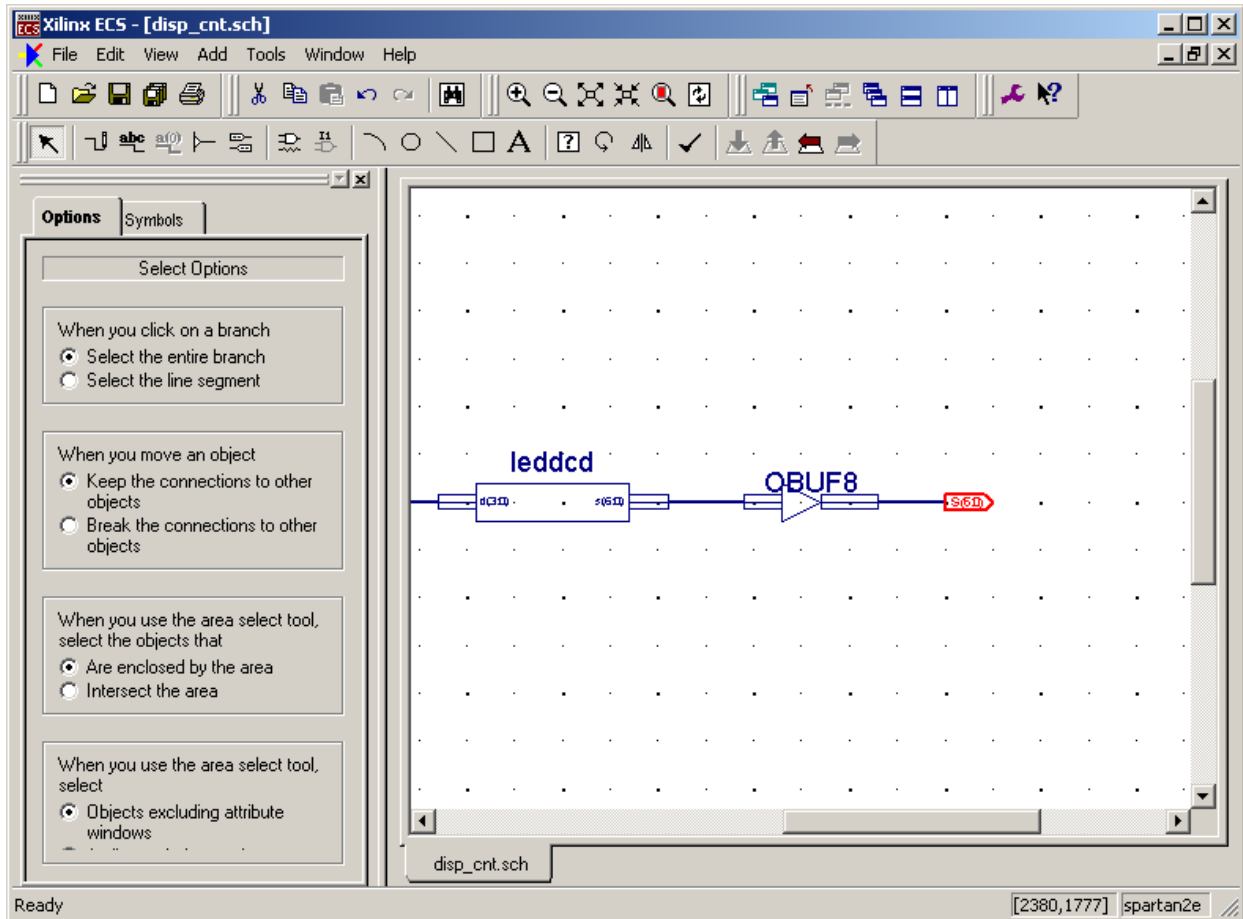 Xilinx ECS - [disp_cnt.sch]
File Edit View Add Tools Window Help
Options
Symbols
Select Options
When you click on a branch
Select the entire branch
Select the line segment
When you move an object
Keep the connections to other
objects
Break the connections to other
objects
When you use the area select tool,
select the objects that
Are enclosed by the area
Intersect the area
When you use the area select tool,
select
Objects excluding attribute
windows
leddcd
d(3:0)
s(6:0)
OBUF8
S(6:0)
disp_cnt.sch
Ready
[2380,1777]
spartan2e